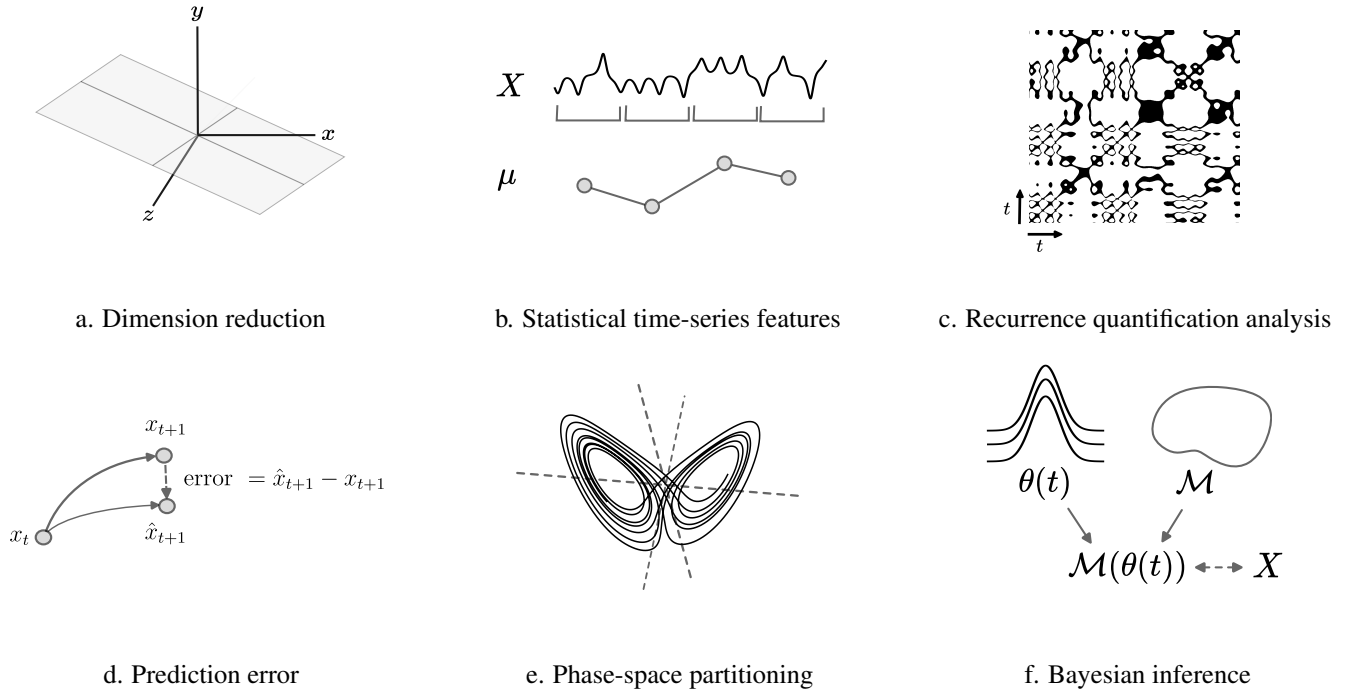 y
x
z
X
μ
t
t
a. Dimension reduction
b. Statistical time-series features
c. Recurrence quantification analysis
x_{t+1}
error = x̂_{t+1} − x_{t+1}
x_t
x̂_{t+1}
θ(t)
ℳ
ℳ(θ(t))
X
d. Prediction error
e. Phase-space partitioning
f. Bayesian inference